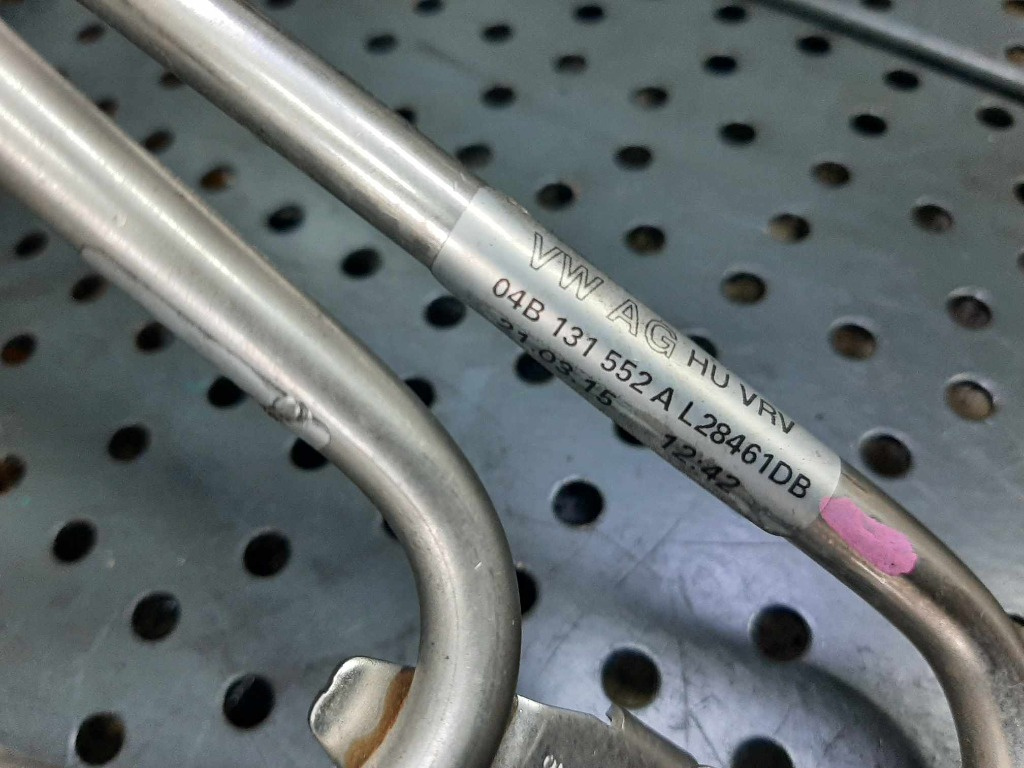 VW AG HU VRV
04B 131 552 A L28461DB
21.03.15 12:42